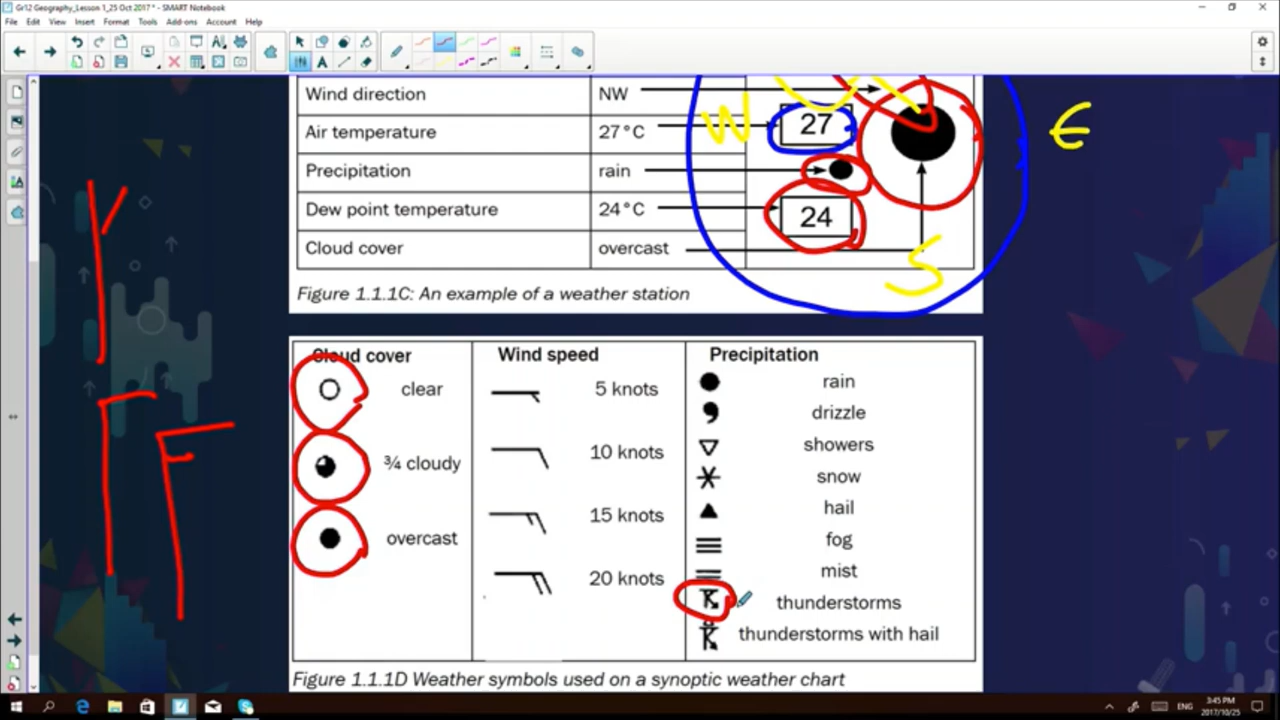 Gr12 Geography_Lesson 1_25 Oct 2017 * - SMART Notebook
File Edit View Insert Format Tools Add-ons Account Help
Wind direction NW
Air temperature 27°C 27
Precipitation rain
Dew point temperature 24°C 24
Cloud cover overcast
W
€
S
Figure 1.1.1C: An example of a weather station
Cloud cover Wind speed Precipitation
clear 5 knots rain
drizzle
¾ cloudy 10 knots showers
snow
15 knots hail
overcast fog
20 knots mist
thunderstorms
thunderstorms with hail
Figure 1.1.1D Weather symbols used on a synoptic weather chart
ENG
3:45 PM
2017/10/25